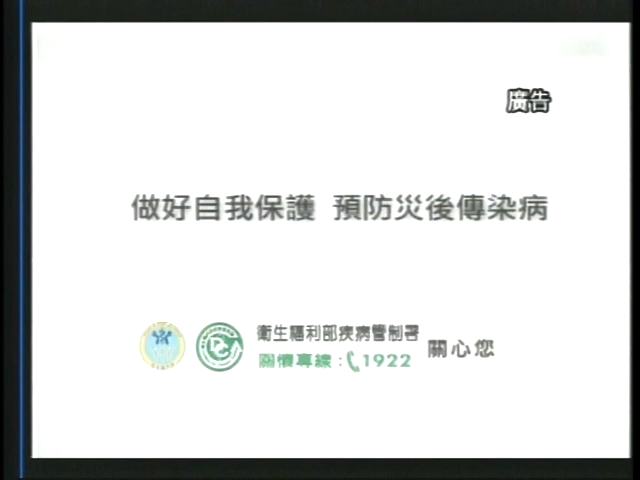 廣告
做好自我保護 預防災後傳染病
衛生福利部疾病管制署
關懷專線：1922
關心您